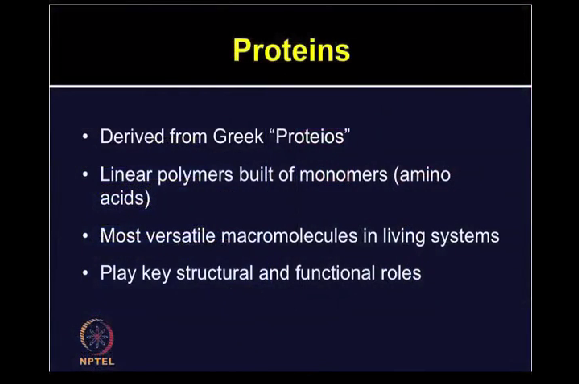 Proteins
• Derived from Greek “Proteios”
• Linear polymers built of monomers (amino
acids)
• Most versatile macromolecules in living systems
• Play key structural and functional roles
NPTEL